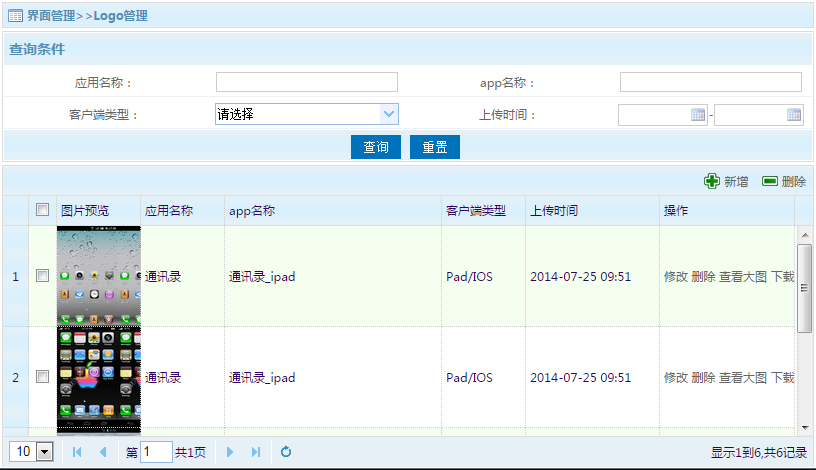 界面管理>>Logo管理
查询条件
应用名称： app名称：
客户端类型： 请选择 上传时间： -
查询 重置
新增 删除
图片预览 应用名称 app名称 客户端类型 上传时间 操作
1 通讯录 通讯录_ipad Pad/IOS 2014-07-25 09:51 修改 删除 查看大图 下载
2 通讯录 通讯录_ipad Pad/IOS 2014-07-25 09:51 修改 删除 查看大图 下载
10 第 1 共1页 显示1到6,共6记录